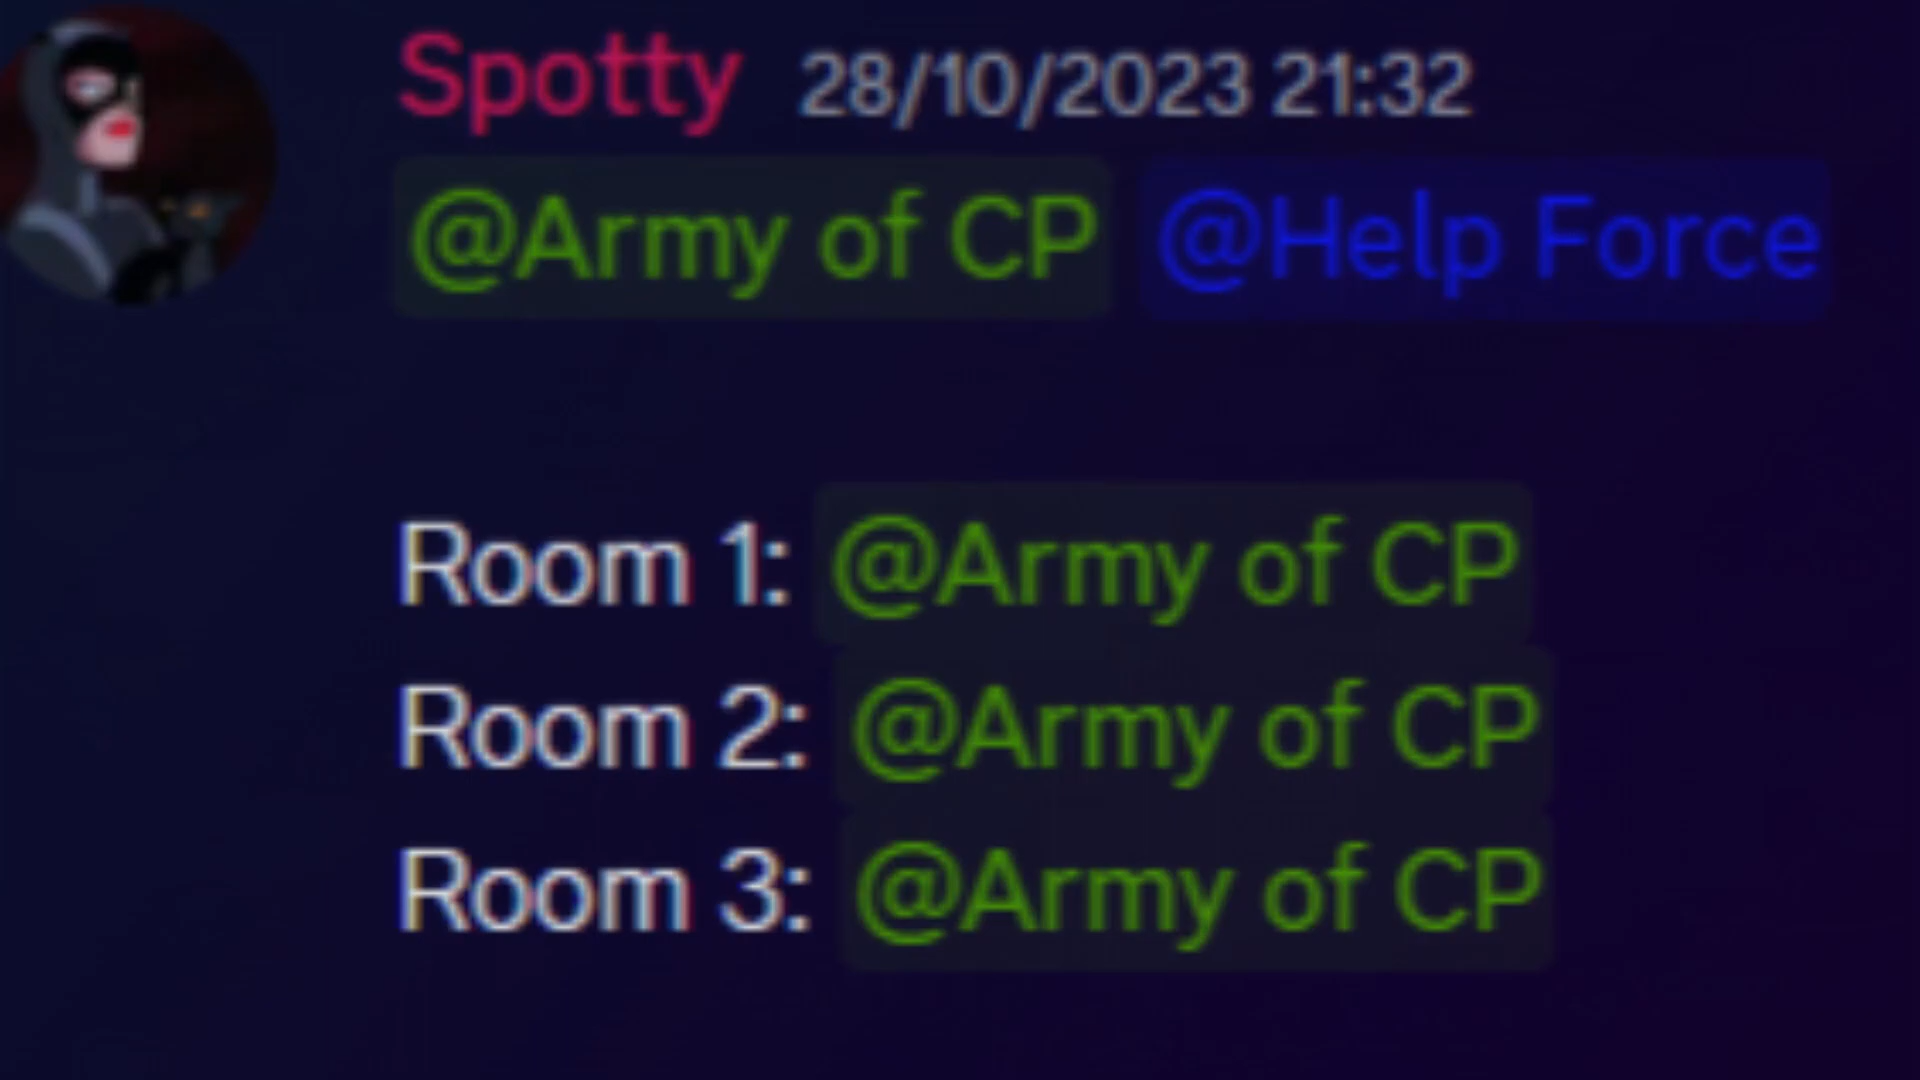 Spotty 28/10/2023 21:32
@Army of CP @Help Force
Room 1: @Army of CP
Room 2: @Army of CP
Room 3: @Army of CP